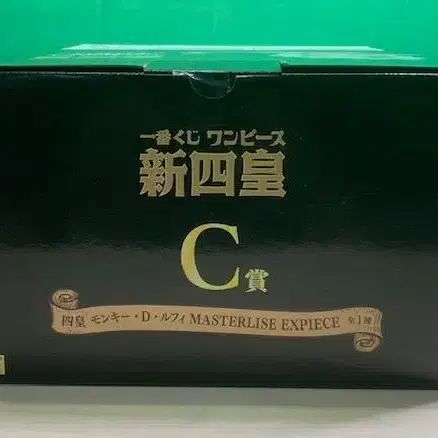 一番くじ ワンピース
新四皇
C賞
四皇 モンキー・D・ルフィ MASTERLISE EXPIECE 全1種